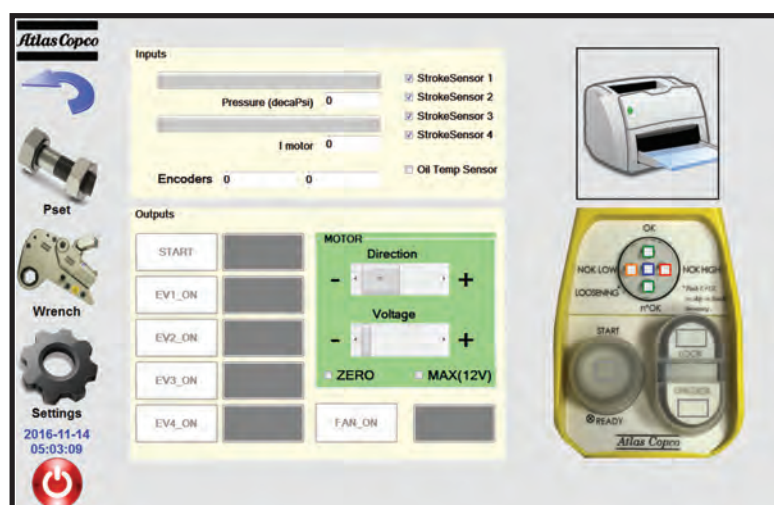 Atlas Copco
Pset
Wrench
Settings
2016-11-14
05:03:09
Inputs
Pressure (decaPsi) 0
I motor 0
Encoders 0 0
StrokeSensor 1
StrokeSensor 2
StrokeSensor 3
StrokeSensor 4
Oil Temp Sensor
Outputs
START
EV1_ON
EV2_ON
EV3_ON
EV4_ON
MOTOR
Direction
- +
Voltage
- +
ZERO MAX(12V)
FAN_ON
OK
NOK LOW NOK HIGH
LOOSENING*
n°OK
START
LOOSE
READY
Atlas Copco